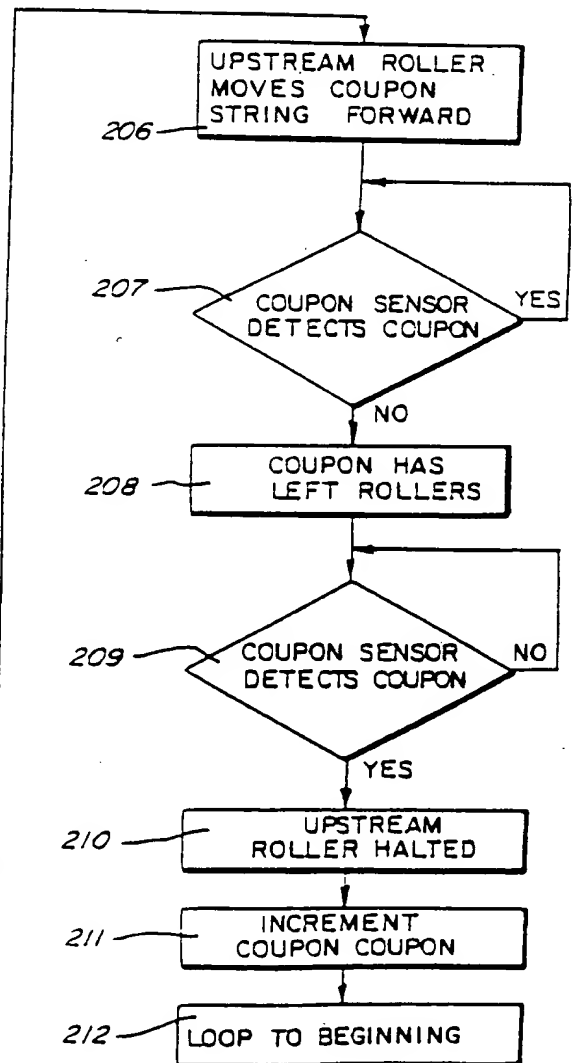 UPSTREAM ROLLER
MOVES COUPON
STRING FORWARD
206
207
COUPON SENSOR
DETECTS COUPON
YES
NO
208
COUPON HAS
LEFT ROLLERS
209
COUPON SENSOR
DETECTS COUPON
NO
YES
210
UPSTREAM
ROLLER HALTED
211
INCREMENT
COUPON COUPON
212
LOOP TO BEGINNING